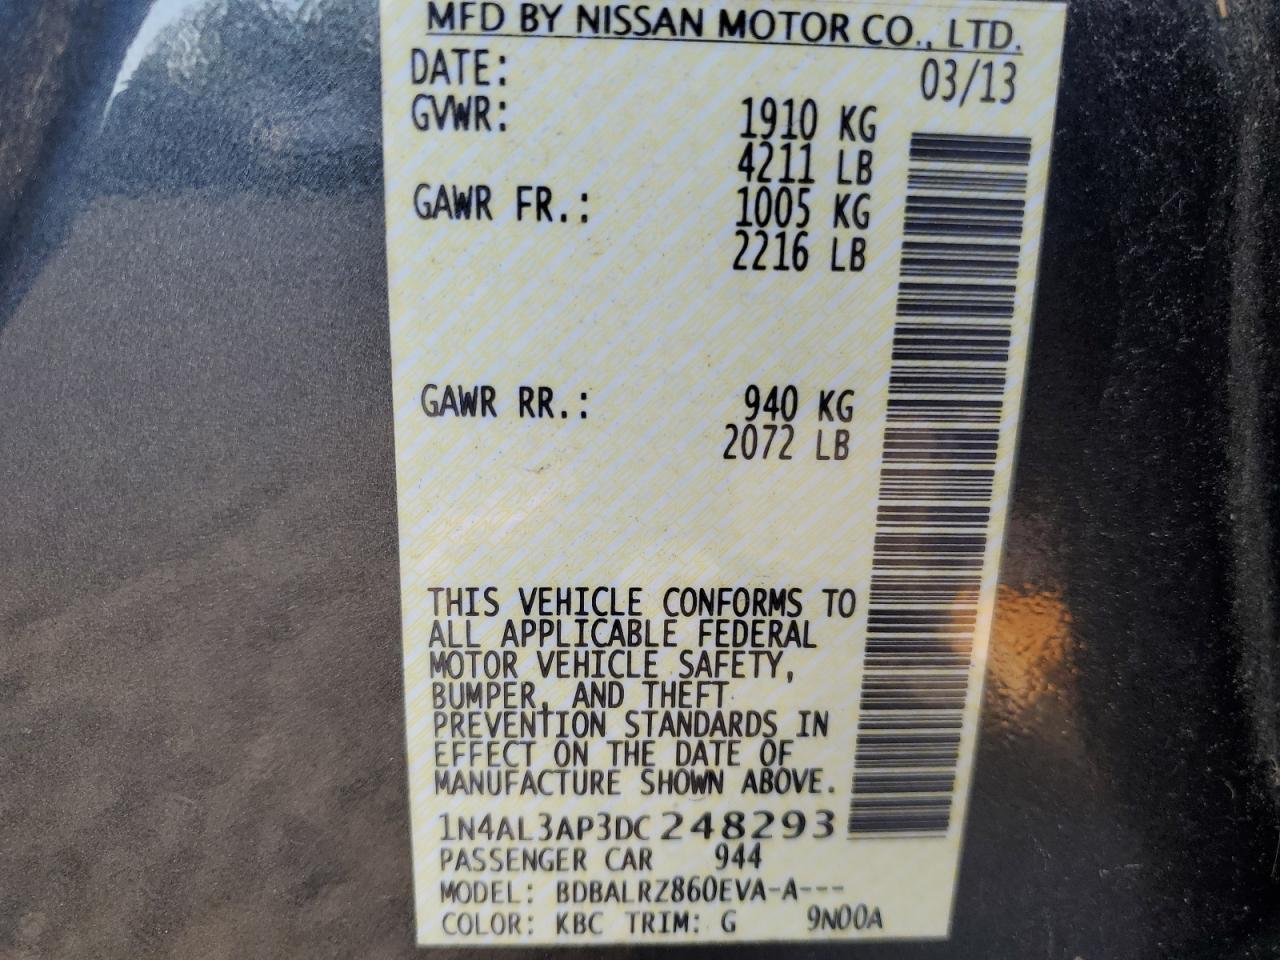 MFD BY NISSAN MOTOR CO., LTD.
DATE: 03/13
GVWR: 1910 KG
4211 LB
GAWR FR.: 1005 KG
2216 LB
GAWR RR.: 940 KG
2072 LB
THIS VEHICLE CONFORMS TO
ALL APPLICABLE FEDERAL
MOTOR VEHICLE SAFETY,
BUMPER, AND THEFT
PREVENTION STANDARDS IN
EFFECT ON THE DATE OF
MANUFACTURE SHOWN ABOVE.
1N4AL3AP3DC248293
PASSENGER CAR 944
MODEL: BDBALRZ860EVA-A---
COLOR: KBC TRIM: G 9N00A